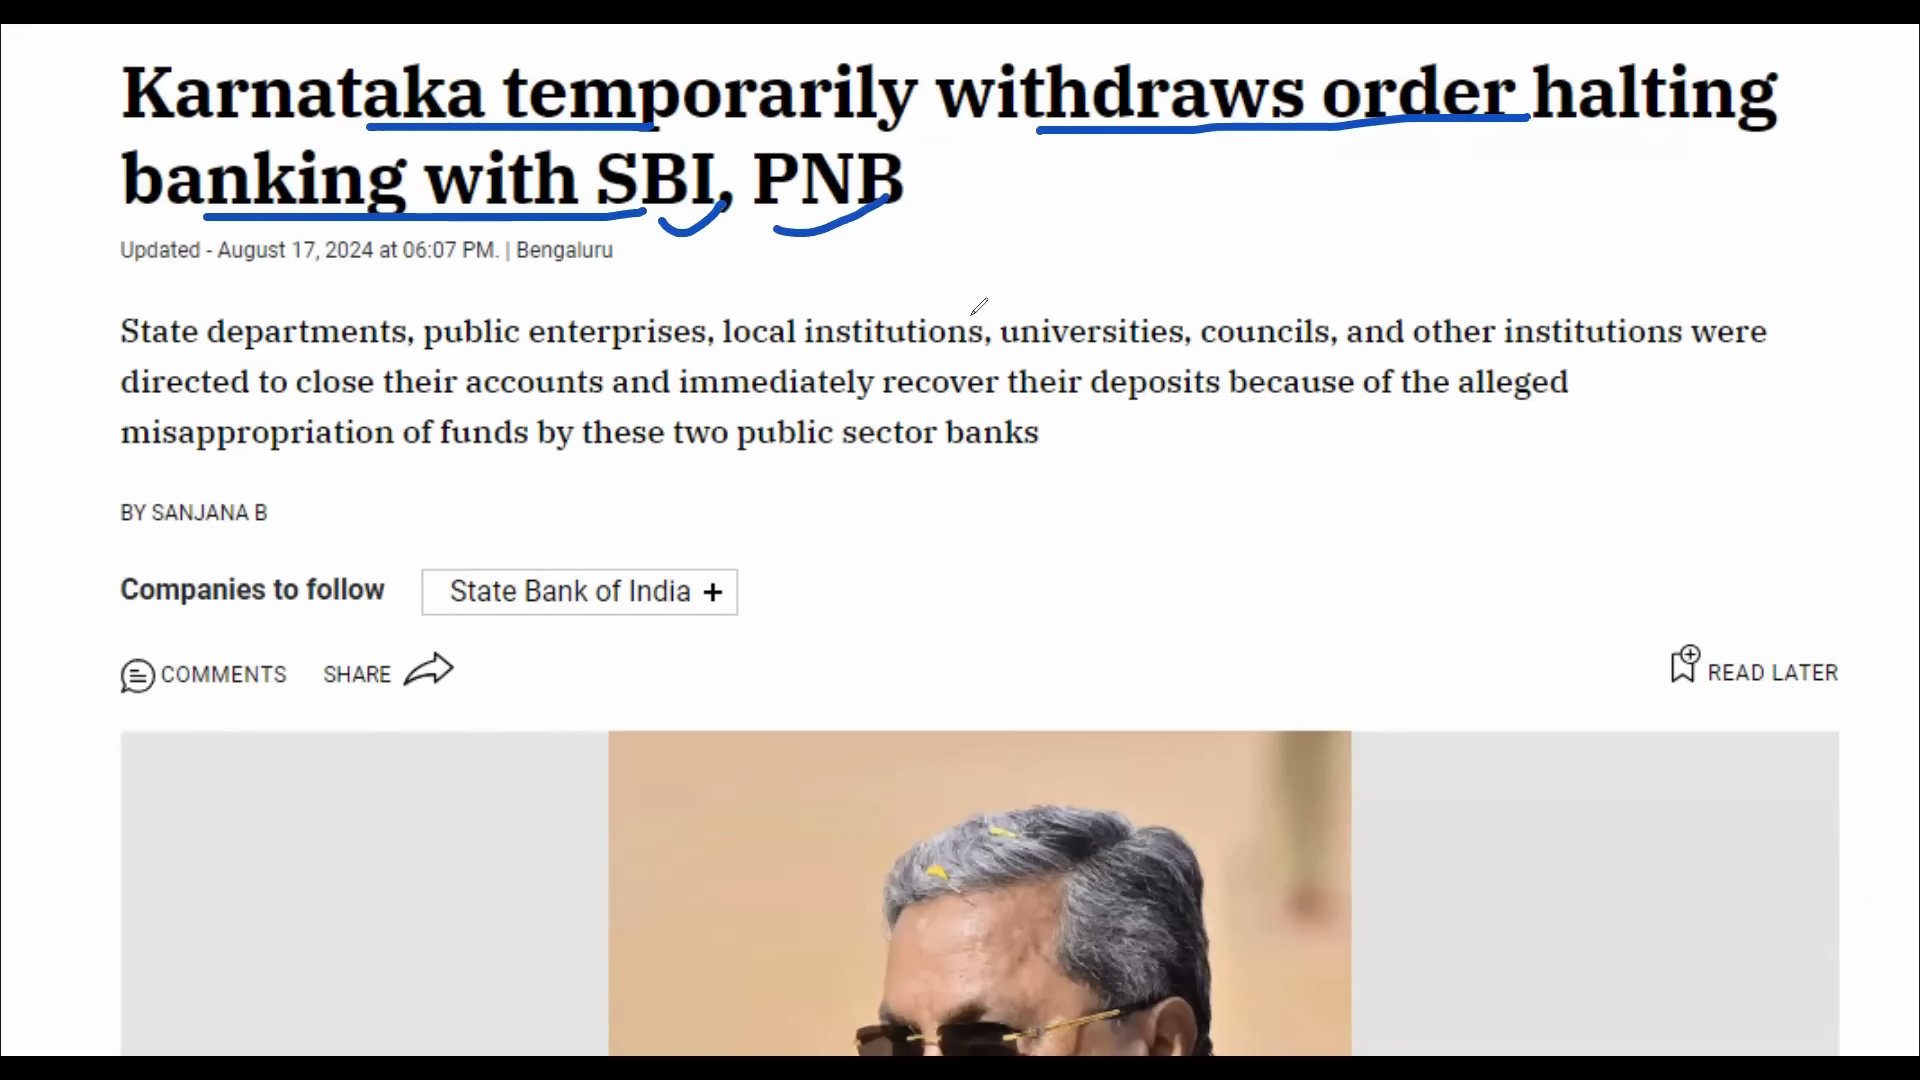 Karnataka temporarily withdraws order halting
banking with SBI, PNB
Updated - August 17, 2024 at 06:07 PM. | Bengaluru
State departments, public enterprises, local institutions, universities, councils, and other institutions were
directed to close their accounts and immediately recover their deposits because of the alleged
misappropriation of funds by these two public sector banks
BY SANJANA B
Companies to follow State Bank of India +
COMMENTS SHARE READ LATER